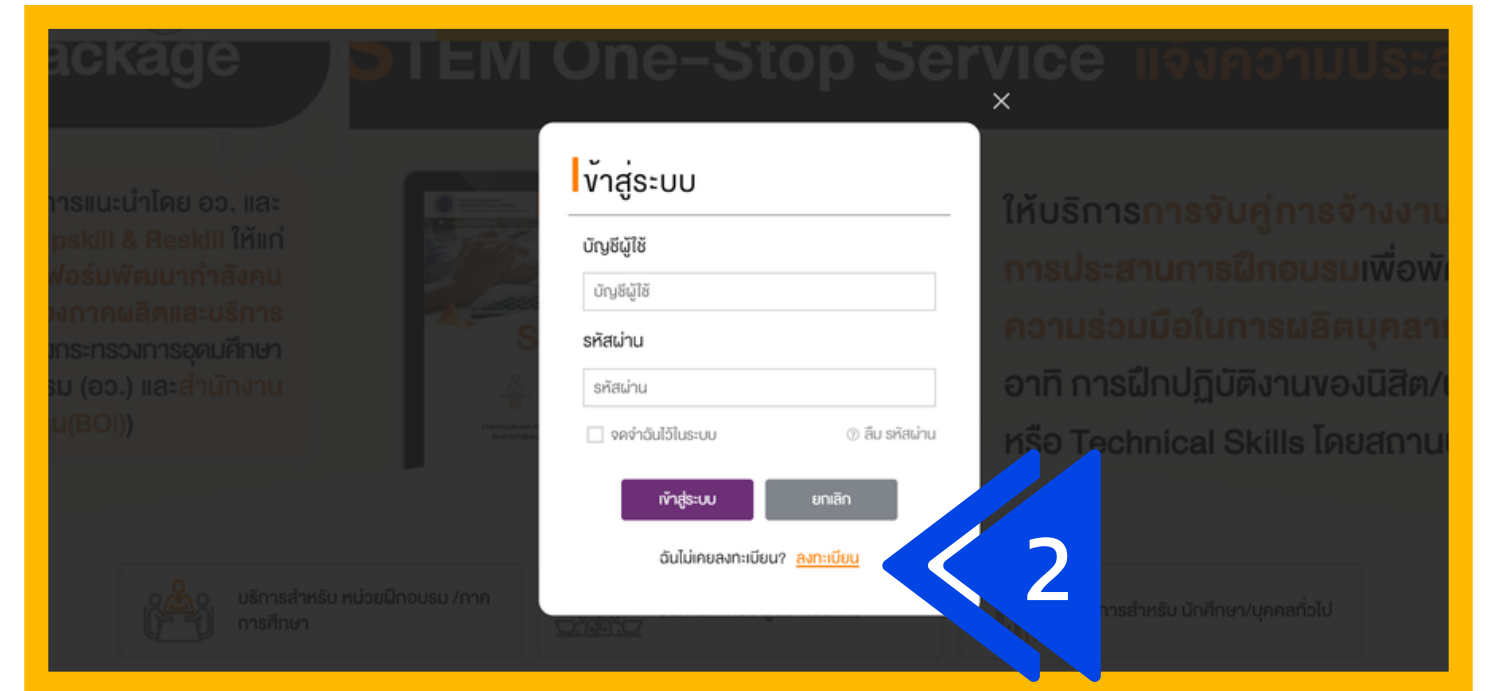 ackage
STEM One-Stop Service แจ้งความประส
×
เข้าสู่ระบบ
บัญชีผู้ใช้
บัญชีผู้ใช้
รหัสผ่าน
รหัสผ่าน
จดจำฉันไว้ในระบบ
ลืม รหัสผ่าน
เข้าสู่ระบบ
ยกเลิก
ฉันไม่เคยลงทะเบียน? ลงทะเบียน
2
การแนะนำโดย อว. และ
pskill & Reskill ให้แก่
ฟอร์มพัฒนากำลังคน
องภาคผลิตและบริการ
กระทรวงการอุดมศึกษา
รม (อว.) และสำนักงาน
(BOI))
ให้บริการการจับคู่การจ้างงาน
การประสานการฝึกอบรมเพื่อพั
ความร่วมมือในการผลิตบุคลา
อาทิ การฝึกปฏิบัติงานของนิสิต/
หรือ Technical Skills โดยสถาน
บริการสำหรับ หน่วยฝึกอบรม /ภาค
การศึกษา
การสำหรับ นักศึกษา/บุคคลทั่วไป